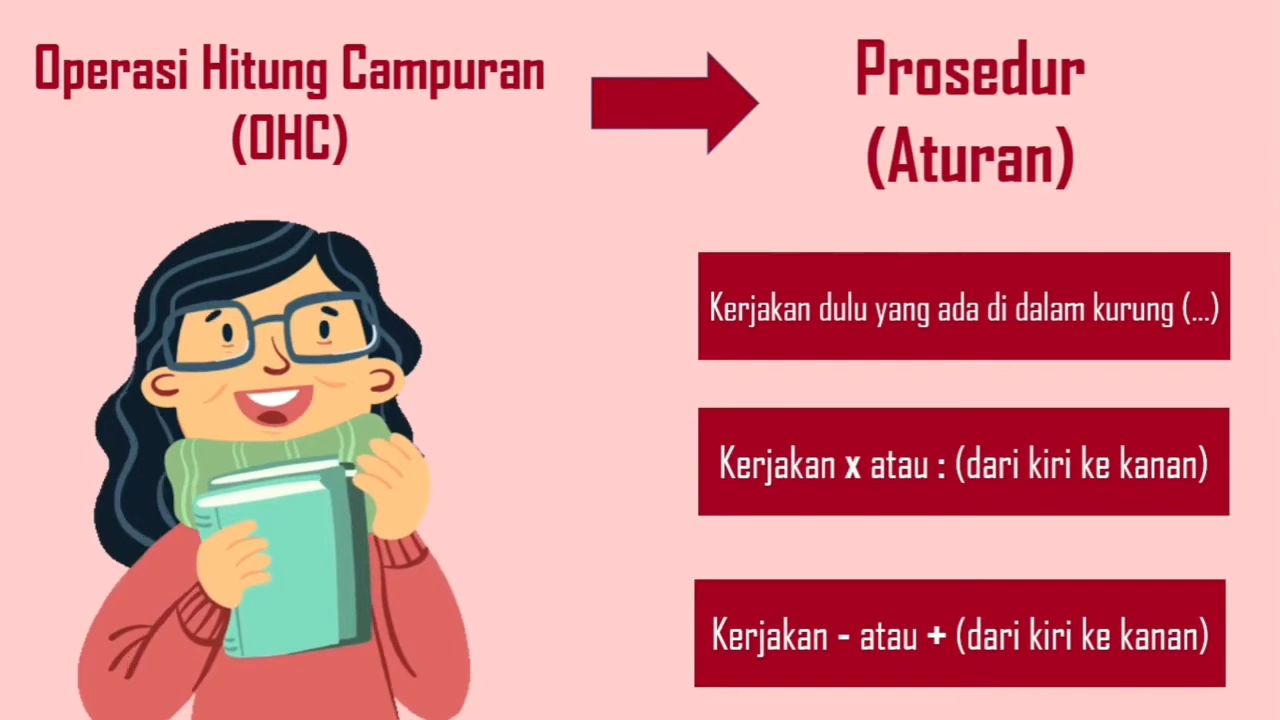 Operasi Hitung Campuran
(OHC)
Prosedur
(Aturan)
Kerjakan dulu yang ada di dalam kurung (...)
Kerjakan x atau : (dari kiri ke kanan)
Kerjakan - atau + (dari kiri ke kanan)